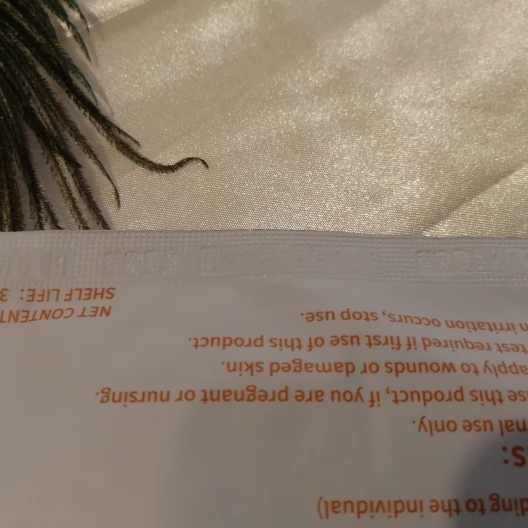 ding to the individual)
S:
nal use only.
se this product, if you are pregnant or nursing.
apply to wounds or damaged skin.
test required if first use of this product.
n irritation occurs, stop use.
NET CONTENT
SHELF LIFE: 3